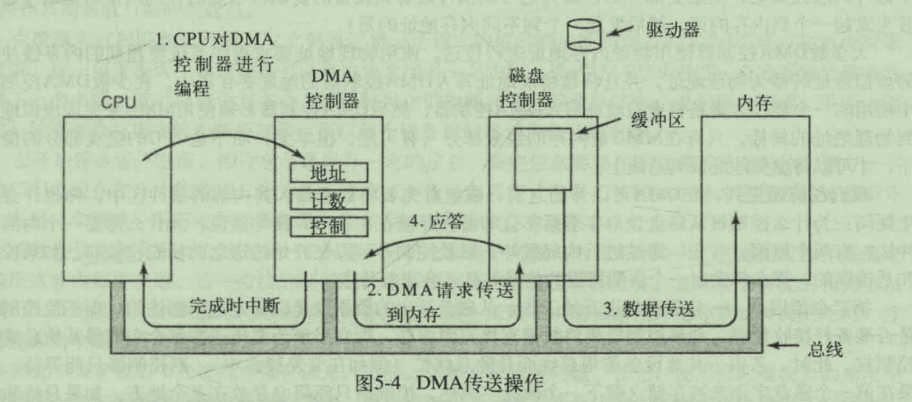 1. CPU对DMA
控制器进行
编程
CPU
DMA
控制器
地址
计数
控制
磁盘
控制器
驱动器
缓冲区
内存
4. 应答
完成时中断
2. DMA请求传送
到内存
3. 数据传送
总线
图5-4 DMA传送操作